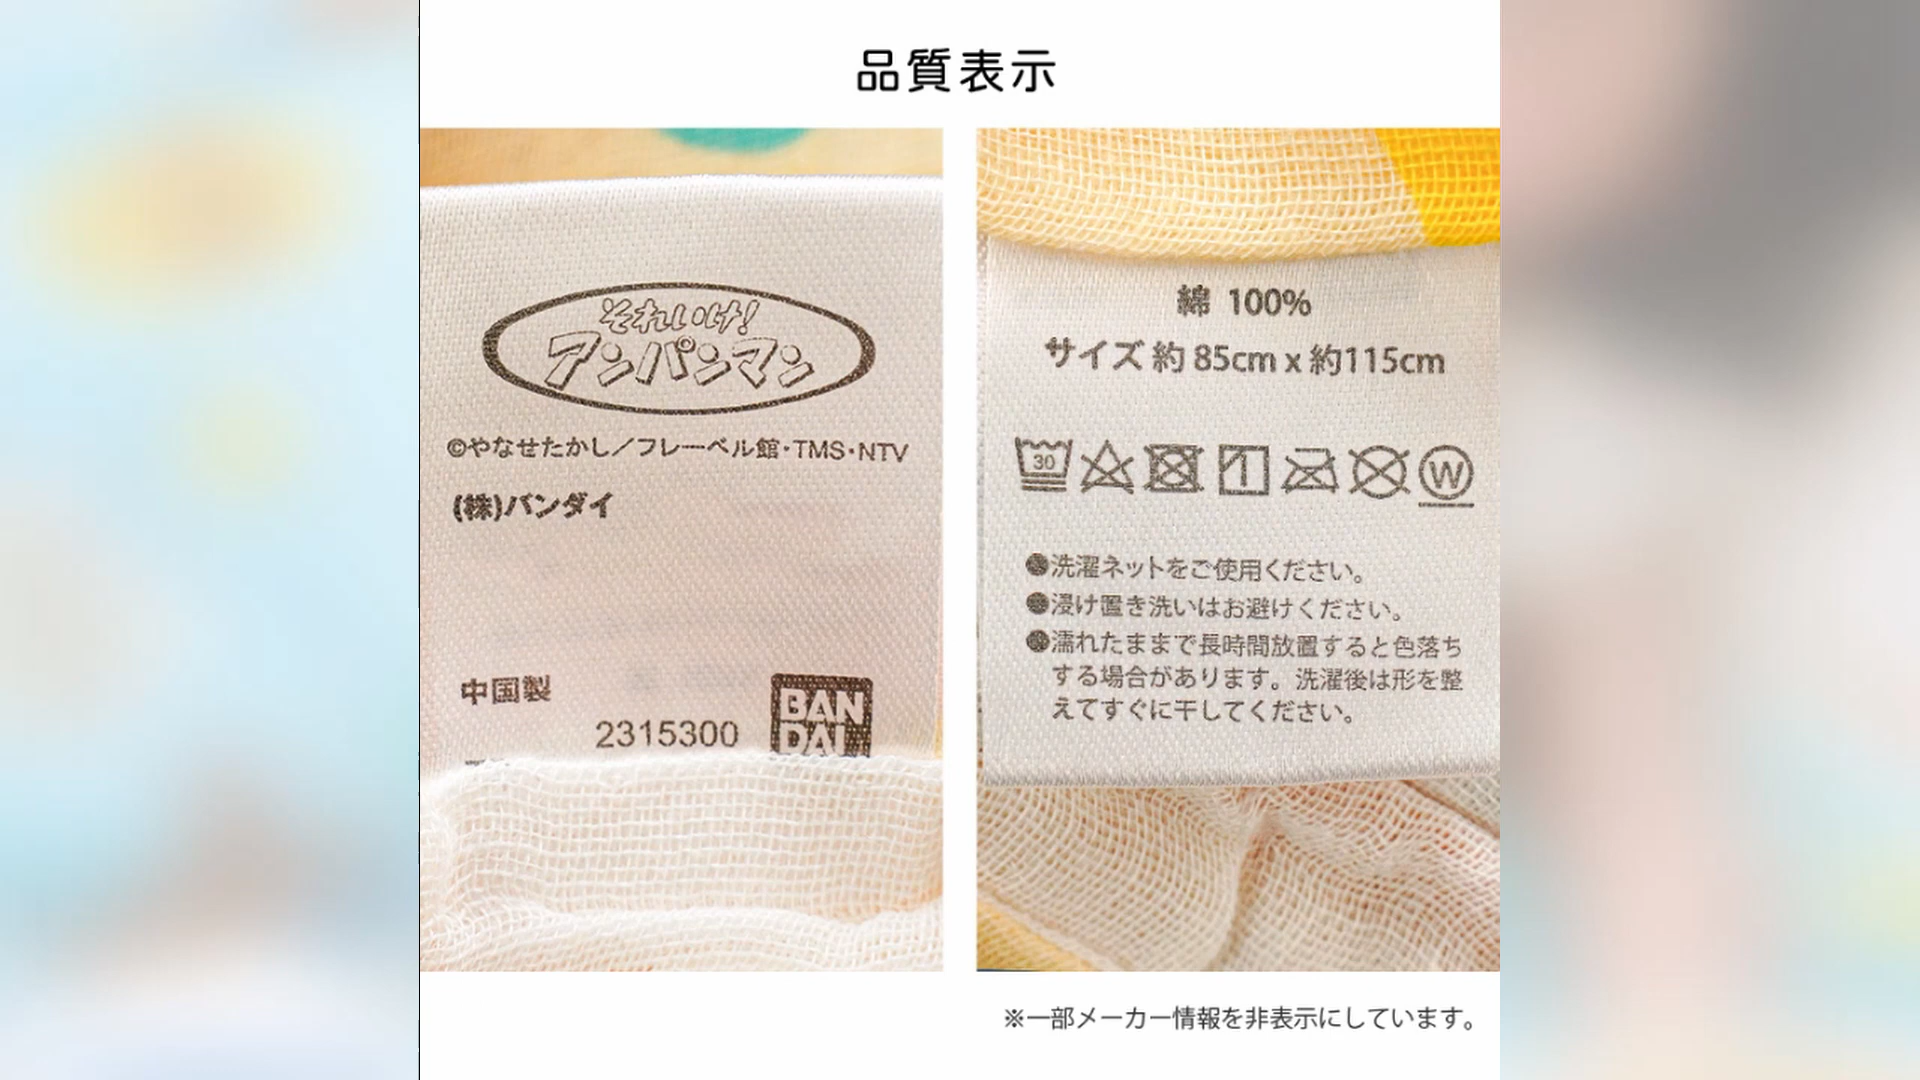 品質表示
それいけ!
アンパンマン
©やなせたかし／フレーベル館・TMS・NTV
(株)バンダイ
中国製
2315300
BAN
DAI
綿 100%
サイズ 約 85cm x 約115cm
30
W
●洗濯ネットをご使用ください。
●浸け置き洗いはお避けください。
●濡れたままで長時間放置すると色落ち
する場合があります。洗濯後は形を整
えてすぐに干してください。
※一部メーカー情報を非表示にしています。